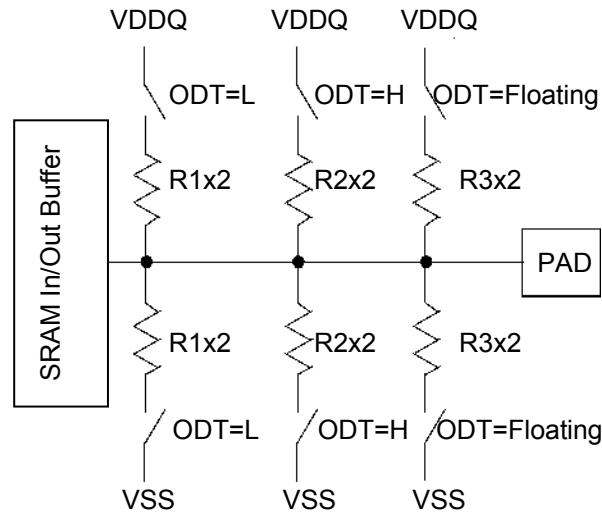 VDDQ VDDQ VDDQ
ODT=L ODT=H ODT=Floating
R1x2 R2x2 R3x2
SRAM In/Out Buffer
PAD
R1x2 R2x2 R3x2
ODT=L ODT=H ODT=Floating
VSS VSS VSS